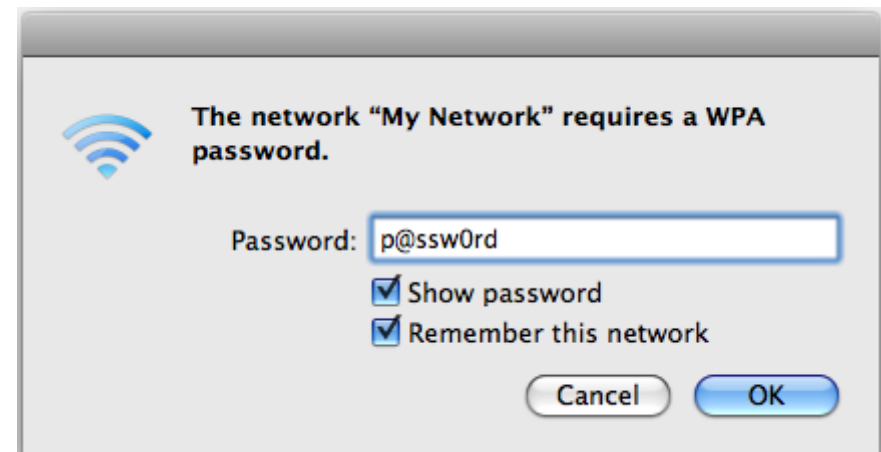 The network “My Network” requires a WPA
password.
Password: p@ssw0rd
Show password
Remember this network
Cancel OK